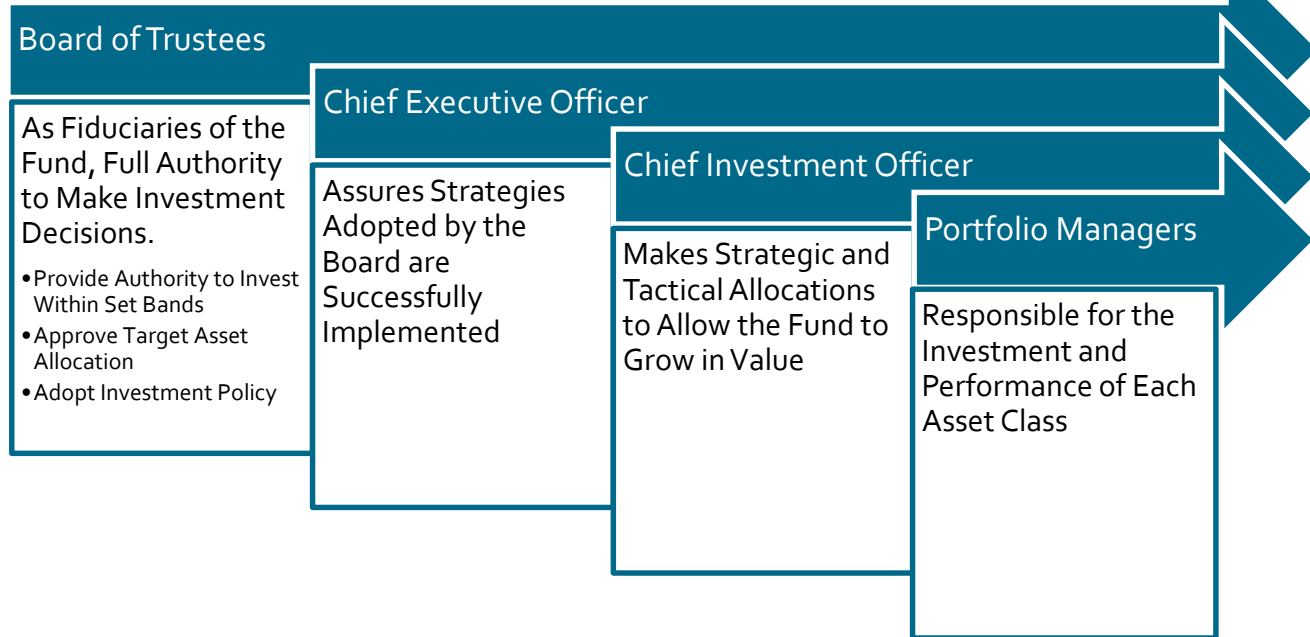 Board of Trustees
As Fiduciaries of the
Fund, Full Authority
to Make Investment
Decisions.
•Provide Authority to Invest
Within Set Bands
•Approve Target Asset
Allocation
•Adopt Investment Policy
Chief Executive Officer
Assures Strategies
Adopted by the
Board are
Successfully
Implemented
Chief Investment Officer
Makes Strategic and
Tactical Allocations
to Allow the Fund to
Grow in Value
Portfolio Managers
Responsible for the
Investment and
Performance of Each
Asset Class